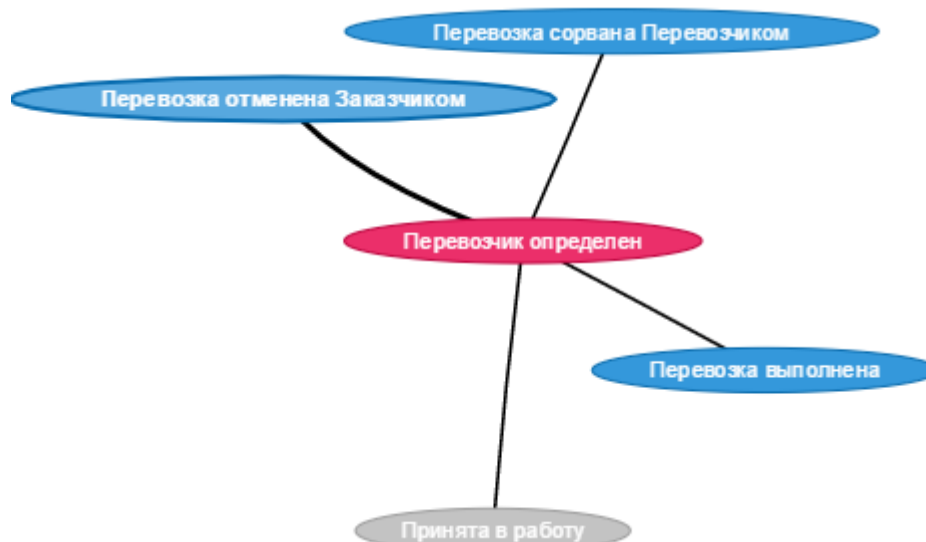 Перевозка сорвана Перевозчиком
Перевозка отменена Заказчиком
Перевозчик определен
Перевозка выполнена
Принята в работу